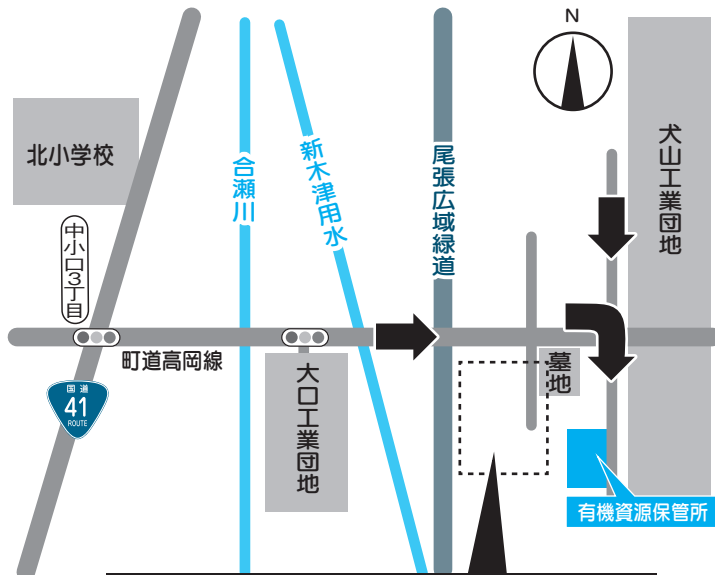 N
北小学校
合瀬川
新木津用水
尾張広域緑道
犬山工業団地
中小口3丁目
町道高岡線
国道
41
ROUTE
大口工業団地
墓地
有機資源保管所